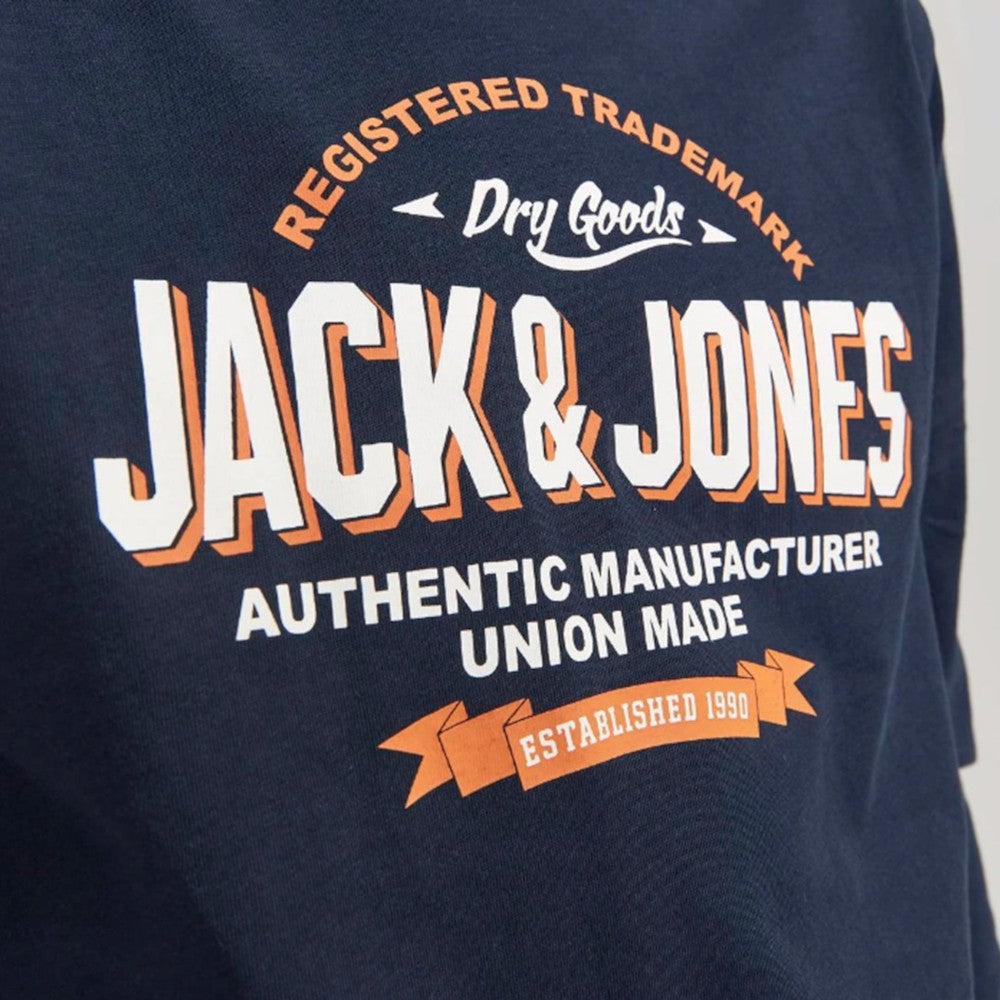 REGISTERED TRADEMARK
Dry Goods
JACK & JONES
AUTHENTIC MANUFACTURER
UNION MADE
ESTABLISHED 1990